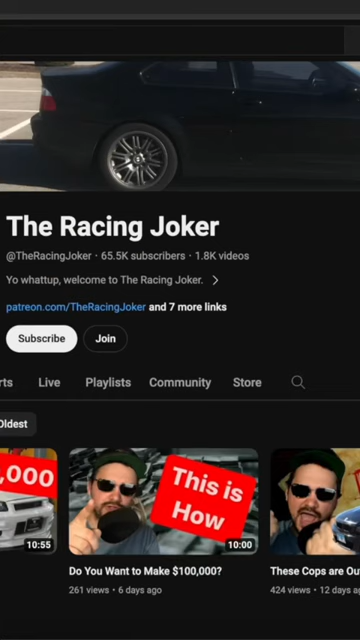 The Racing Joker
@TheRacingJoker · 65.5K subscribers · 1.8K videos
Yo whattup, welcome to The Racing Joker.
patreon.com/TheRacingJoker and 7 more links
Subscribe
Join
rts
Live
Playlists
Community
Store
Oldest
,000
10:55
This is
How
10:00
Do You Want to Make $100,000?
261 views · 6 days ago
These Cops are Ou
424 views · 12 days ag